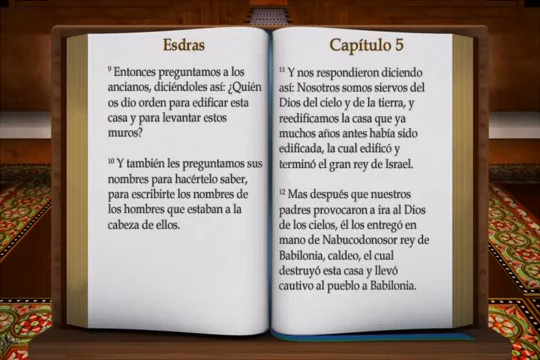 Esdras
⁹ Entonces preguntamos a los
ancianos, diciéndoles así: ¿Quién
os dio orden para edificar esta
casa y para levantar estos
muros?
¹⁰ Y también les preguntamos sus
nombres para hacértelo saber,
para escribirte los nombres de
los hombres que estaban a la
cabeza de ellos.
Capítulo 5
¹¹ Y nos respondieron diciendo
así: Nosotros somos siervos del
Dios del cielo y de la tierra, y
reedificamos la casa que ya
muchos años antes había sido
edificada, la cual edificó y
terminó el gran rey de Israel.
¹² Mas después que nuestros
padres provocaron a ira al Dios
de los cielos, él los entregó en
mano de Nabucodonosor rey de
Babilonia, caldeo, el cual
destruyó esta casa y llevó
cautivo al pueblo a Babilonia.